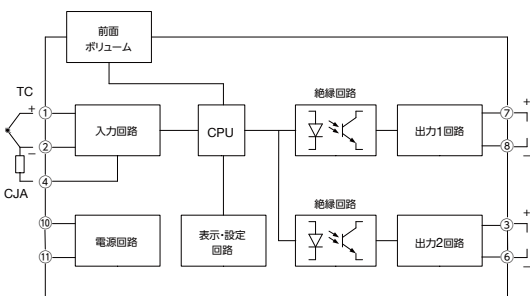 前面
ボリューム
TC
+
①
②
−
④
CJA
⑩
⑪
入力回路
電源回路
CPU
表示・設定
回路
絶縁回路
絶縁回路
出力1回路
出力2回路
⑦
+
⑧
−
③
+
⑥
−